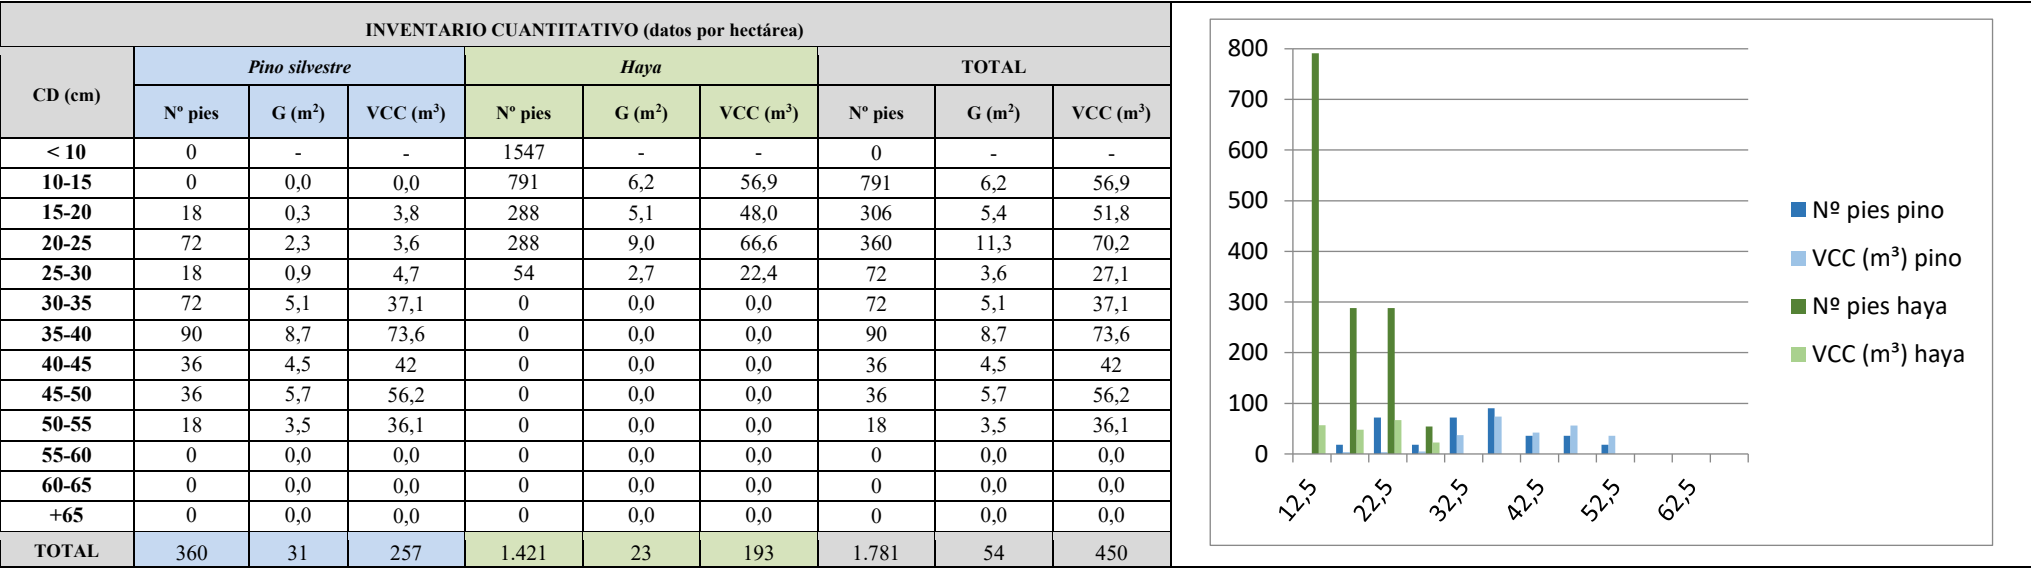 INVENTARIO CUANTITATIVO (datos por hectárea)
CD (cm) Pino silvestre Haya TOTAL
Nº pies G (m²) VCC (m³) Nº pies G (m²) VCC (m³) Nº pies G (m²) VCC (m³)
< 10 0 - - 1547 - - 0 - -
10-15 0 0,0 0,0 791 6,2 56,9 791 6,2 56,9
15-20 18 0,3 3,8 288 5,1 48,0 306 5,4 51,8
20-25 72 2,3 3,6 288 9,0 66,6 360 11,3 70,2
25-30 18 0,9 4,7 54 2,7 22,4 72 3,6 27,1
30-35 72 5,1 37,1 0 0,0 0,0 72 5,1 37,1
35-40 90 8,7 73,6 0 0,0 0,0 90 8,7 73,6
40-45 36 4,5 42 0 0,0 0,0 36 4,5 42
45-50 36 5,7 56,2 0 0,0 0,0 36 5,7 56,2
50-55 18 3,5 36,1 0 0,0 0,0 18 3,5 36,1
55-60 0 0,0 0,0 0 0,0 0,0 0 0,0 0,0
60-65 0 0,0 0,0 0 0,0 0,0 0 0,0 0,0
+65 0 0,0 0,0 0 0,0 0,0 0 0,0 0,0
TOTAL 360 31 257 1.421 23 193 1.781 54 450
800
700
600
500
400
300
200
100
0
12,5 22,5 32,5 42,5 52,5 62,5
Nº pies pino
VCC (m³) pino
Nº pies haya
VCC (m³) haya